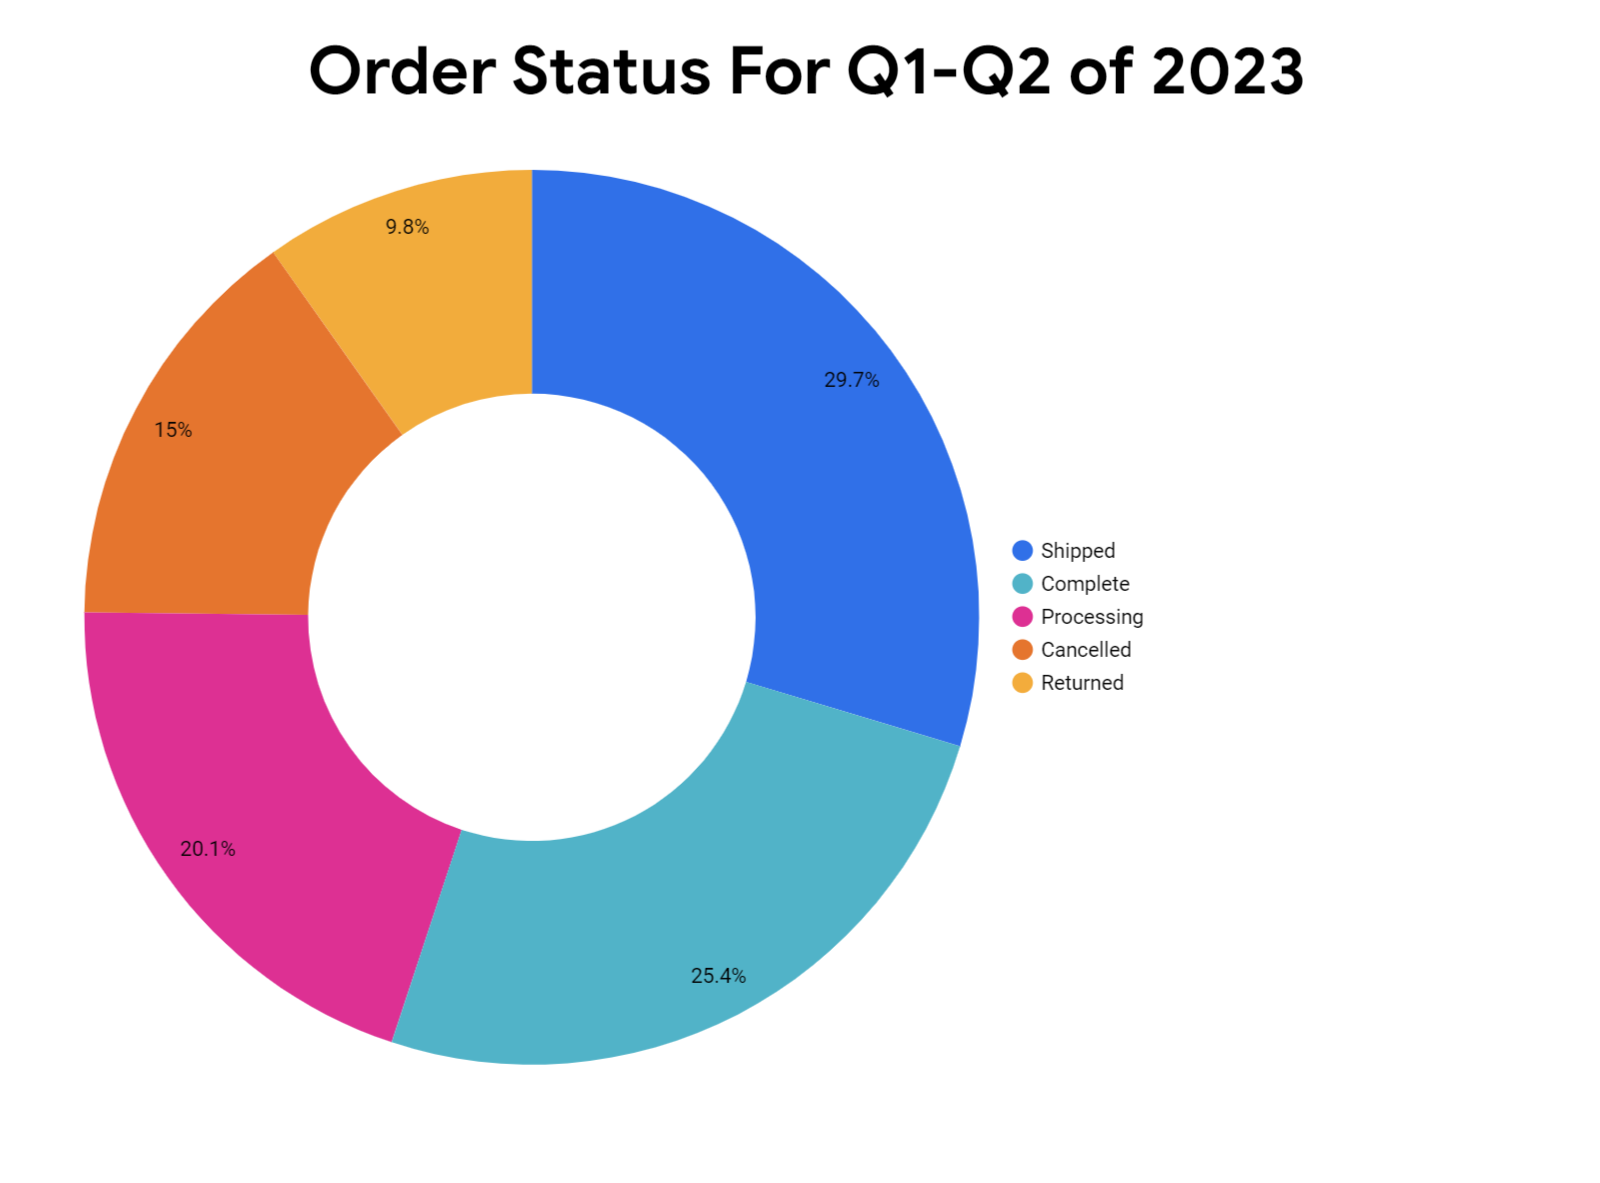 Order Status For Q1-Q2 of 2023
9.8%
29.7%
15%
Shipped
Complete
Processing
Cancelled
Returned
20.1%
25.4%